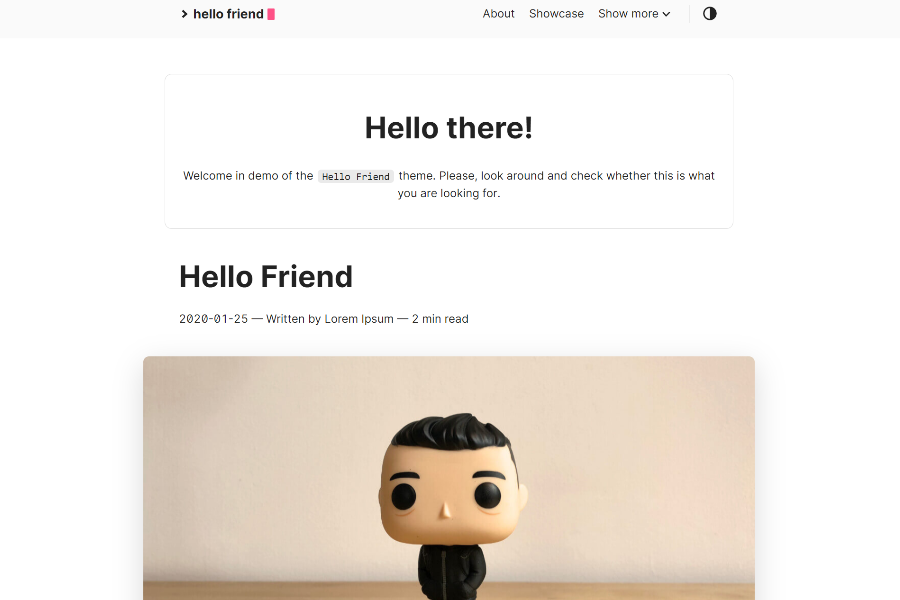 hello friend
About Showcase Show more
Hello there!
Welcome in demo of the Hello Friend theme. Please, look around and check whether this is what
you are looking for.
Hello Friend
2020-01-25 — Written by Lorem Ipsum — 2 min read